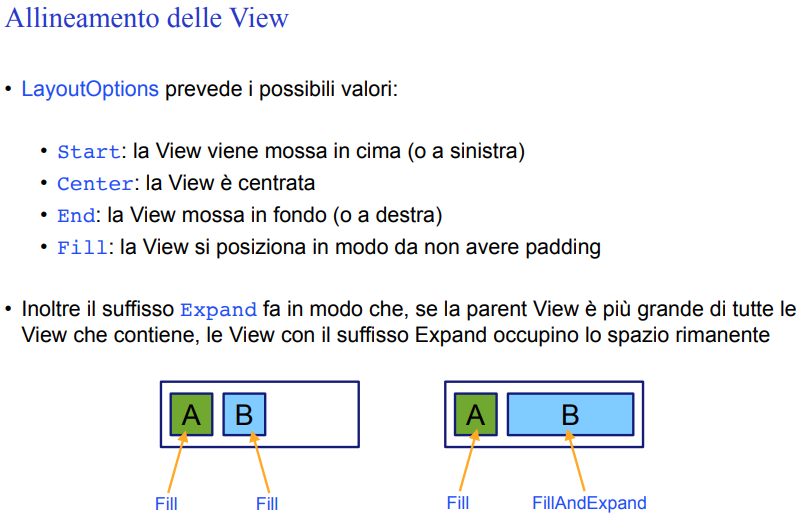 Allineamento delle View
• LayoutOptions prevede i possibili valori:
• Start: la View viene mossa in cima (o a sinistra)
• Center: la View è centrata
• End: la View mossa in fondo (o a destra)
• Fill: la View si posiziona in modo da non avere padding
• Inoltre il suffisso Expand fa in modo che, se la parent View è più grande di tutte le
View che contiene, le View con il suffisso Expand occupino lo spazio rimanente
A B A B
Fill Fill Fill FillAndExpand